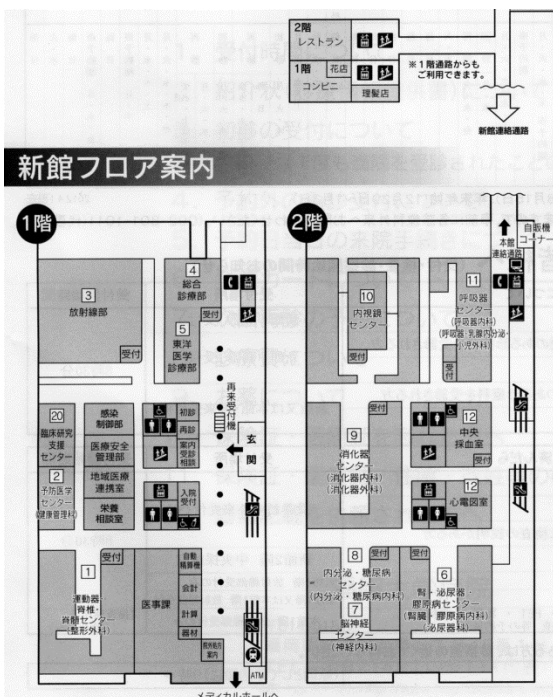 2階
レストラン
1階
花店
コンビニ
理髪店
※1階通路からも
ご利用できます。
新館連絡通路
新館フロア案内
1階
3
放射線部
受付
4
総合
診療部
受付
5
東洋
医学
診療部
再来受付機
玄関
20
臨床研究
支援
センター
2
予防医学
センター
(健康管理科)
感染
制御部
医療安全
管理部
地域医療
連携室
栄養
相談室
初診
再診
案内
受診
相談
入院
受付
受付
1
運動器・
脊椎・
脊髄センター
(整形外科)
医事課
自動
精算機
会計
計算
器材
ATM
メディカルホールへ
2階
本館
連絡通路
自販機
コーナー
10
内視鏡
センター
受付
11
呼吸器
センター
(呼吸器内科)
(呼吸器・乳腺内分泌・
小児外科)
受付
受付
9
消化器
センター
(消化器内科)
(消化器外科)
12
中央
採血室
受付
12
心電図室
受付
8
受付
内分泌・糖尿病
センター
(内分泌・糖尿病内科)
7
脳神経
センター
(神経内科)
受付
6
腎・泌尿器・
膠原病センター
(腎臓・膠原病内科)
(泌尿器科)